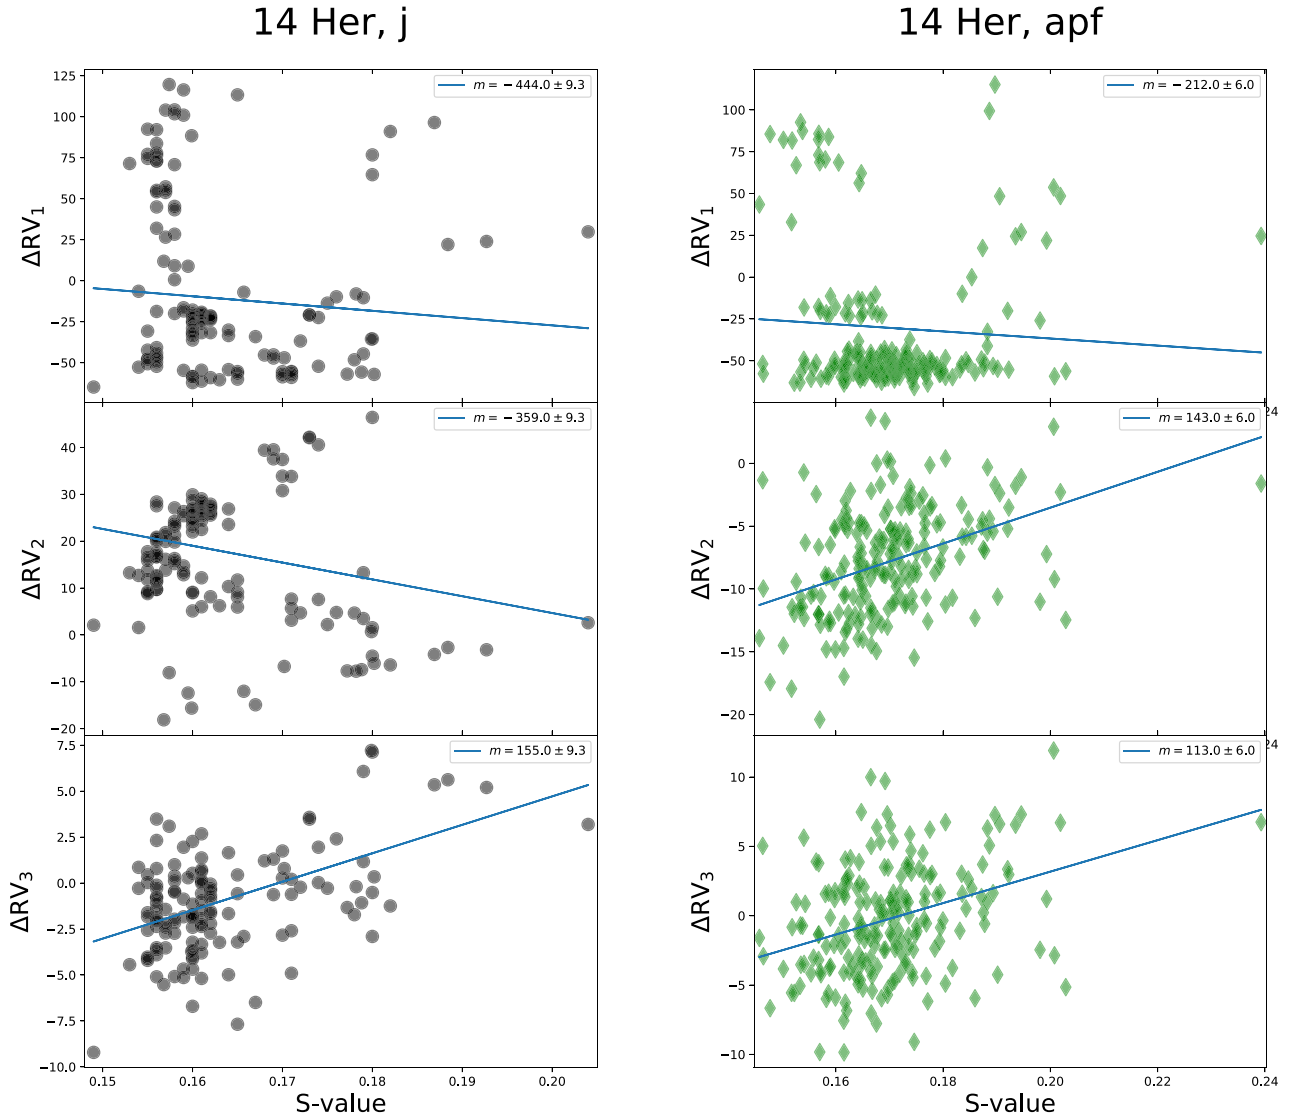 14 Her, j
14 Her, apf
m = −444.0 ± 9.3
125
100
75
50
25
0
−25
−50
ΔRV1
m = −212.0 ± 6.0
100
75
50
25
0
−25
−50
ΔRV1
m = −359.0 ± 9.3
40
30
20
10
0
−10
−20
ΔRV2
24
m = 143.0 ± 6.0
0
−5
−10
−15
−20
ΔRV2
m = 155.0 ± 9.3
7.5
5.0
2.5
0.0
−2.5
−5.0
−7.5
−10.0
ΔRV3
0.15 0.16 0.17 0.18 0.19 0.20
S-value
24
m = 113.0 ± 6.0
10
5
0
−5
−10
ΔRV3
0.16 0.18 0.20 0.22 0.24
S-value